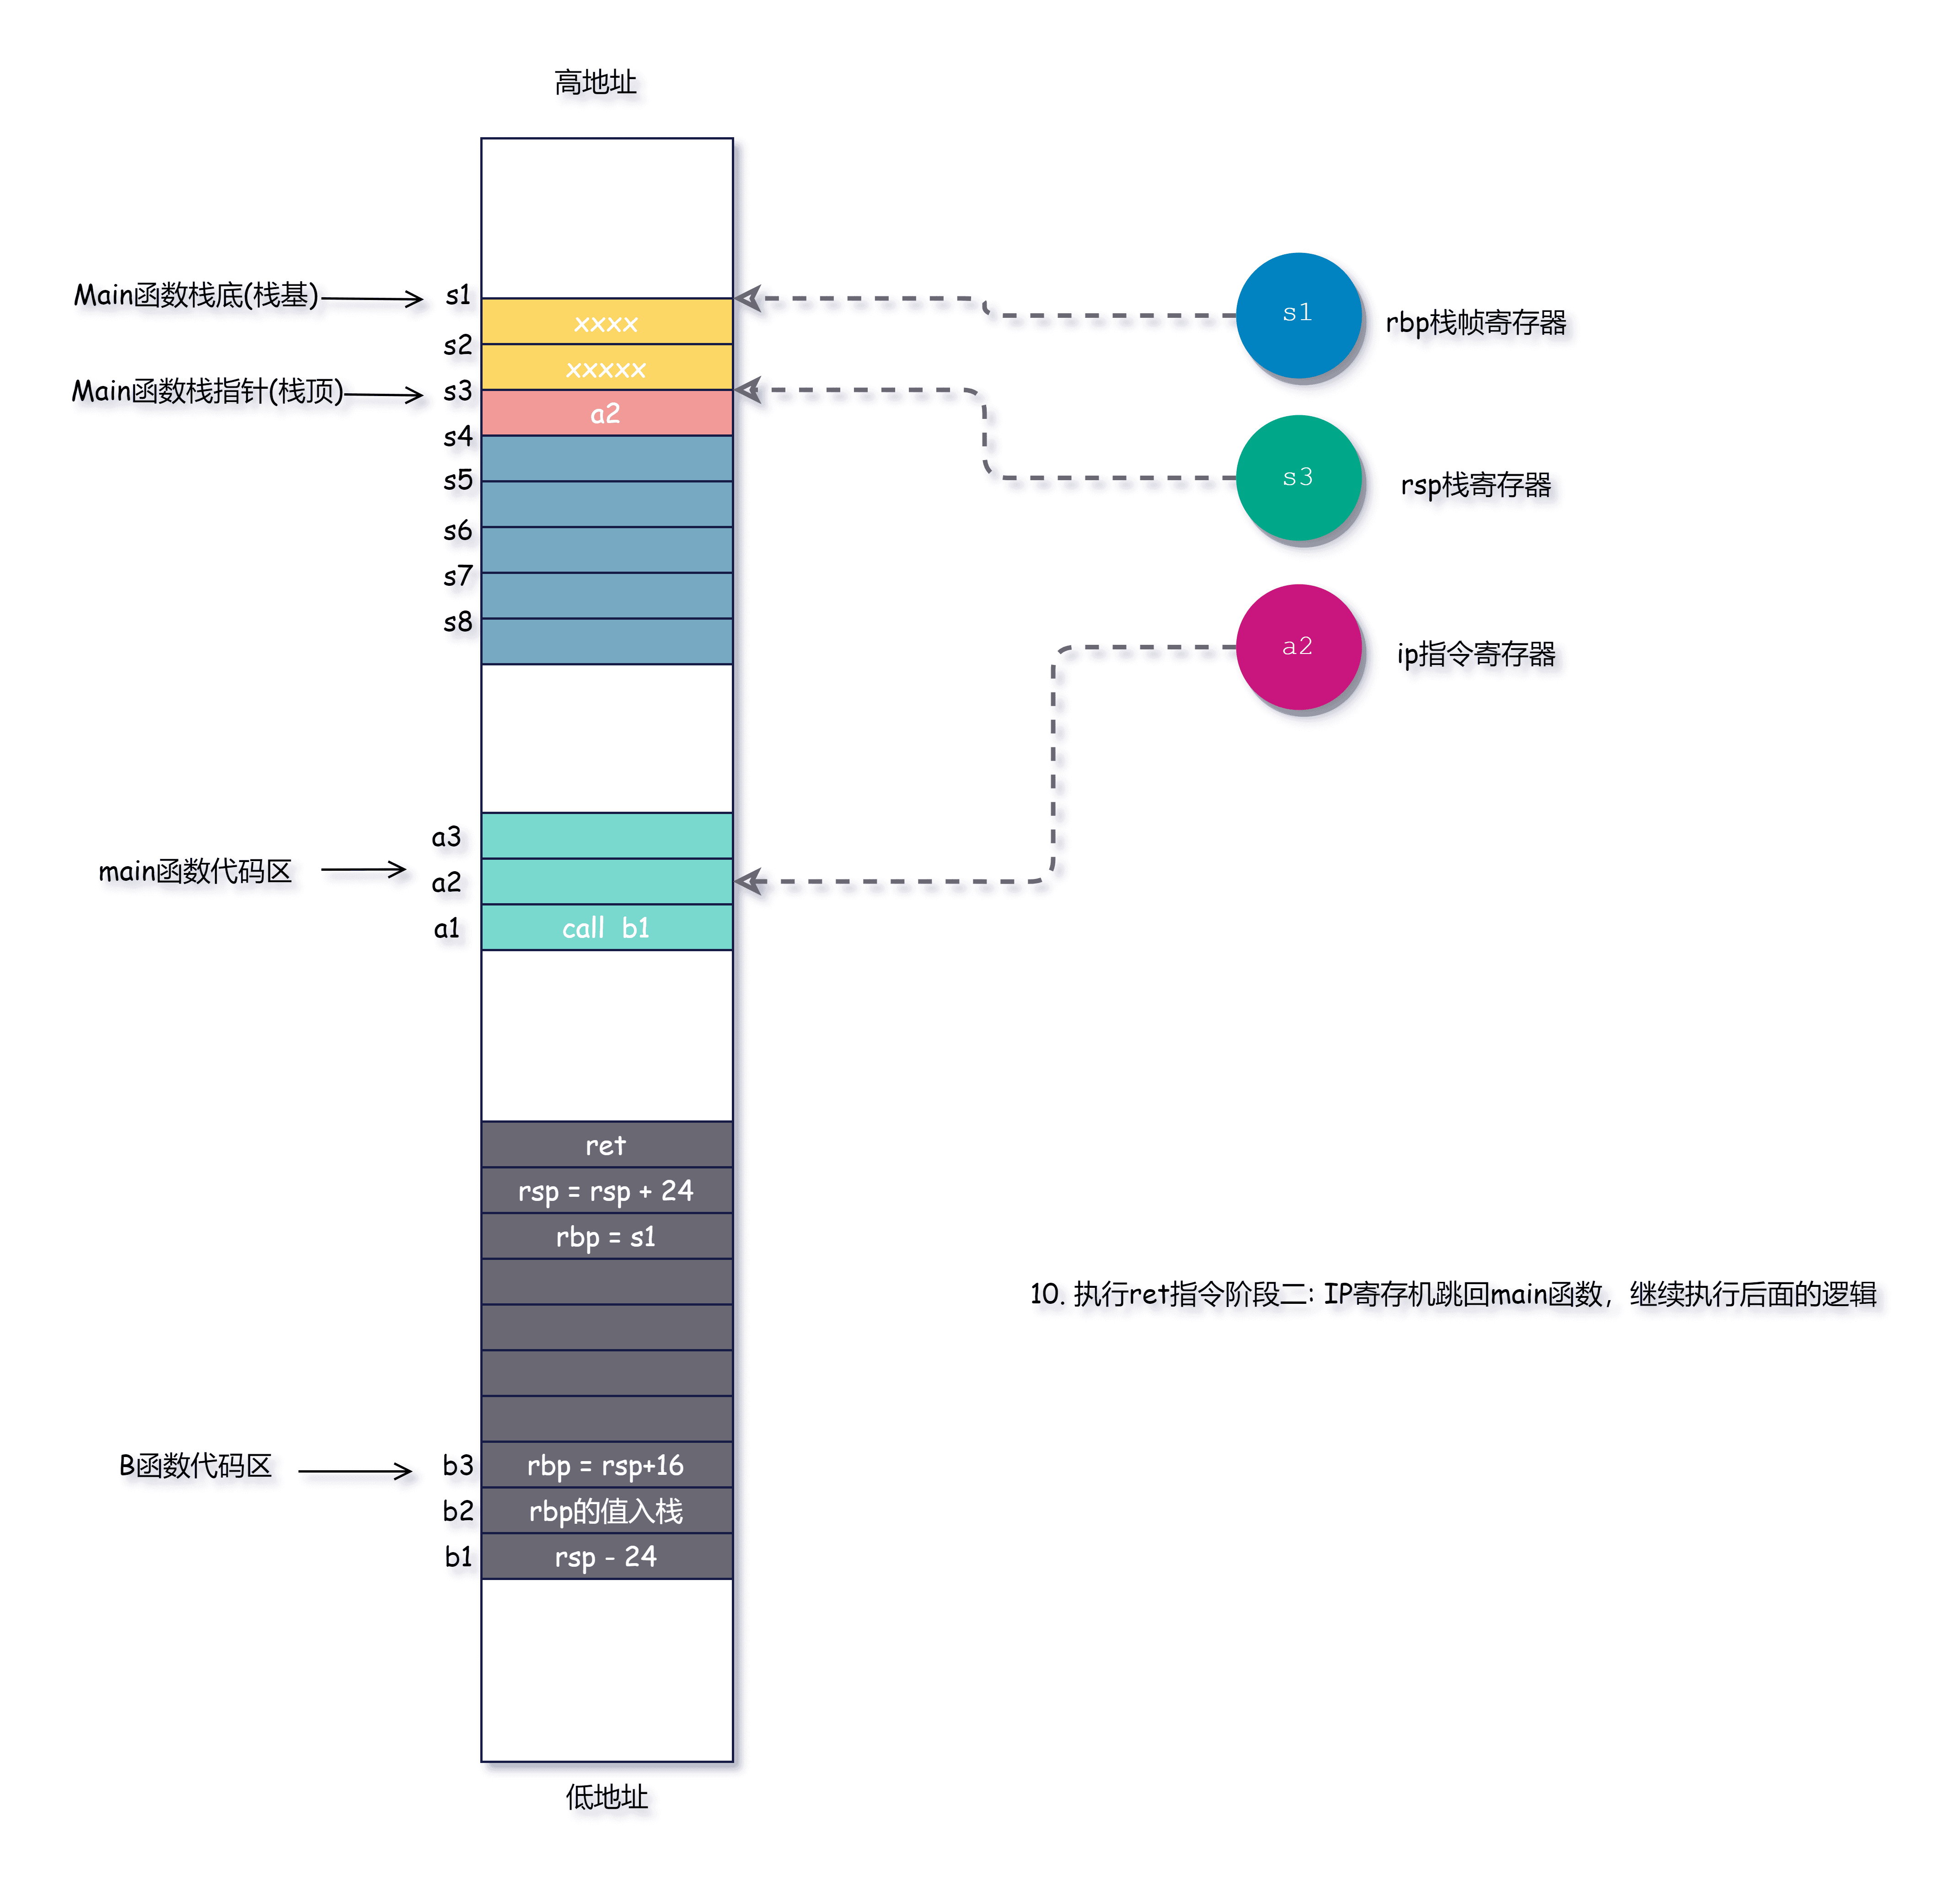 高地址
Main函数栈底(栈基)
s1
xxxx
s2
xxxxx
Main函数栈指针(栈顶)
s3
a2
s4
s5
s6
s7
s8
s1
rbp栈帧寄存器
s3
rsp栈寄存器
a2
ip指令寄存器
a3
main函数代码区
a2
a1
call b1
ret
rsp = rsp + 24
rbp = s1
10. 执行ret指令阶段二: IP寄存机跳回main函数，继续执行后面的逻辑
B函数代码区
b3
rbp = rsp+16
b2
rbp的值入栈
b1
rsp - 24
低地址